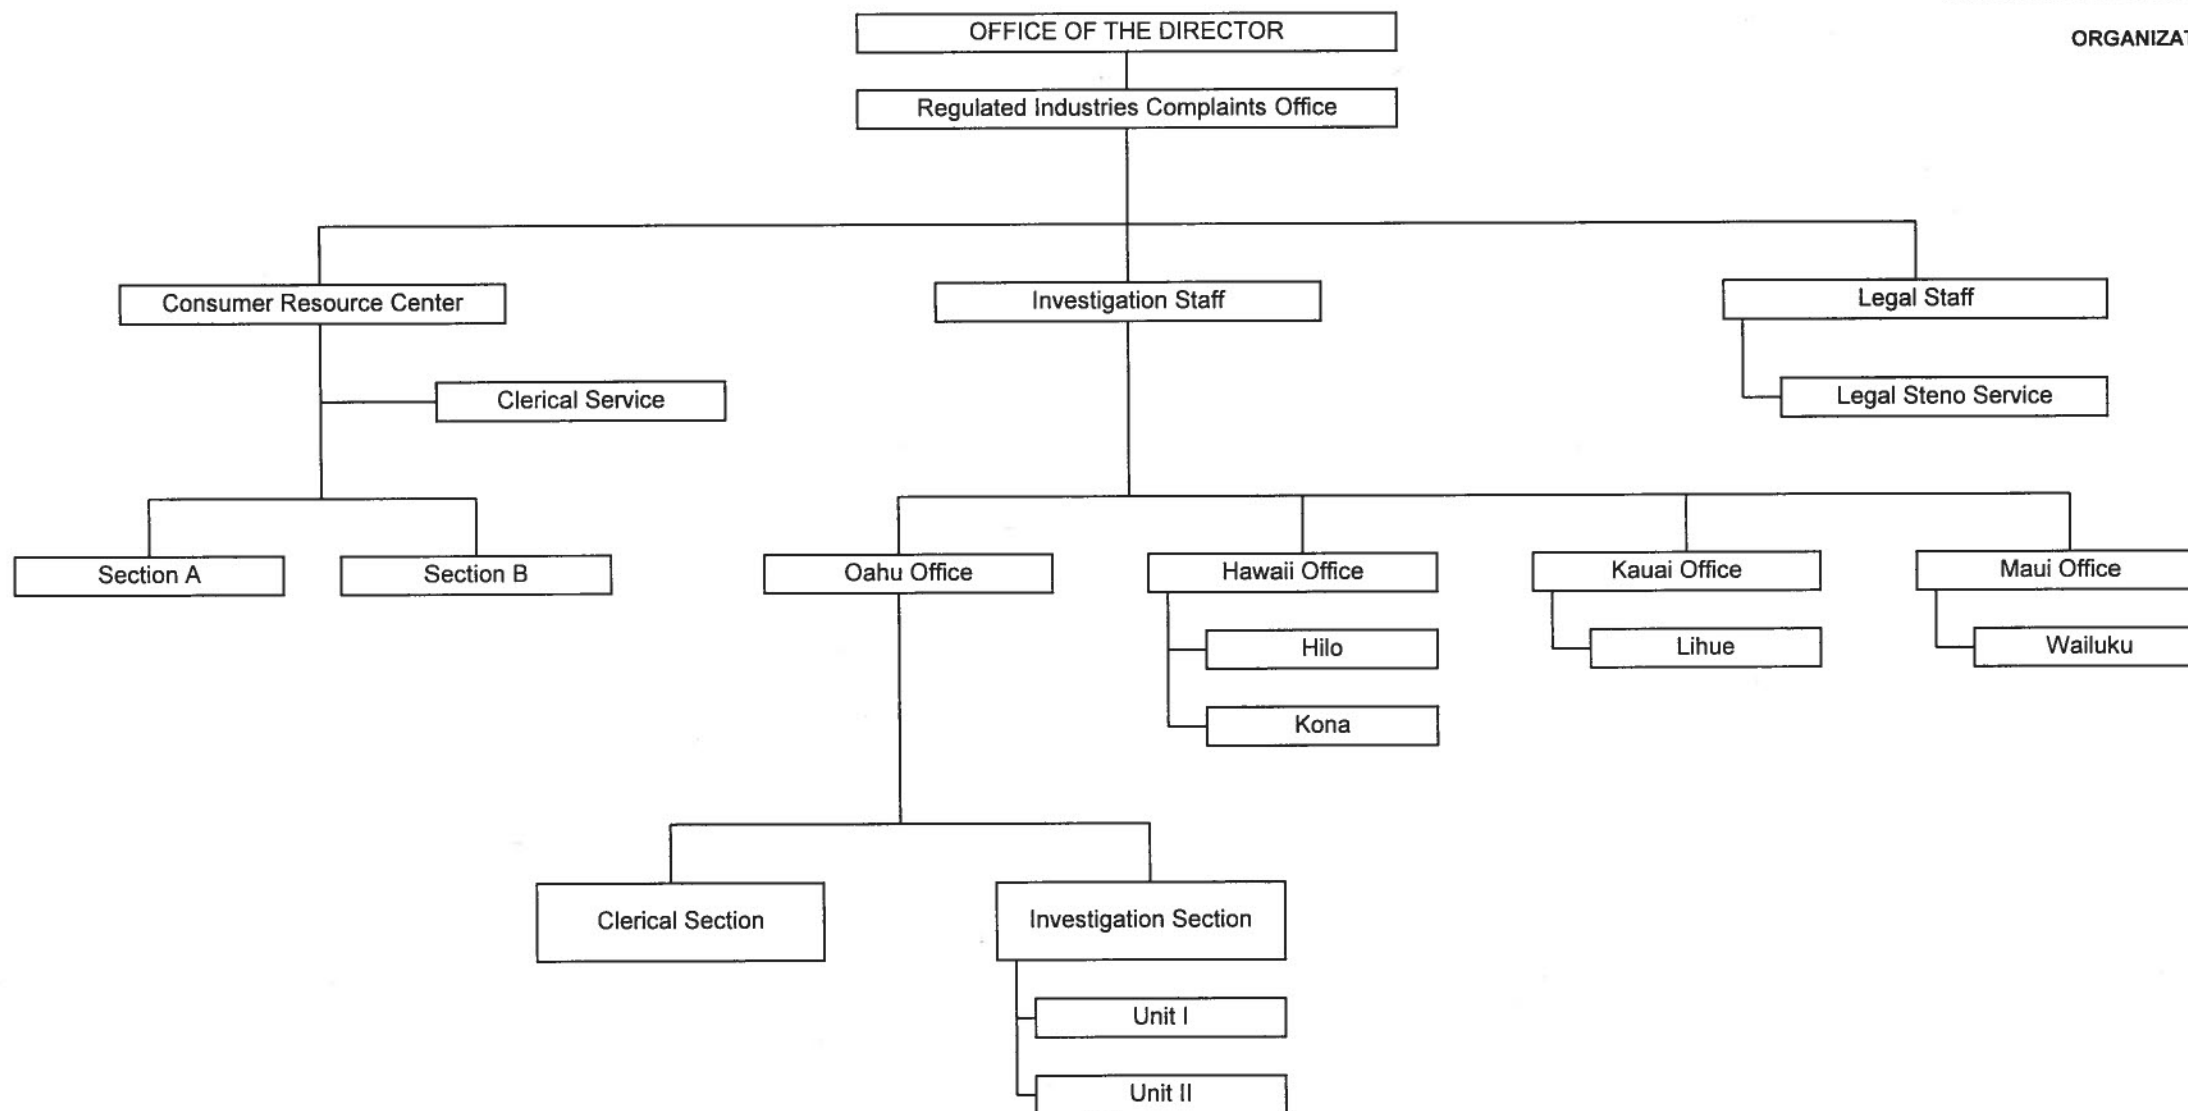 ORGANIZAT
OFFICE OF THE DIRECTOR
Regulated Industries Complaints Office
Consumer Resource Center
Investigation Staff
Legal Staff
Clerical Service
Legal Steno Service
Section A
Section B
Oahu Office
Hawaii Office
Kauai Office
Maui Office
Hilo
Lihue
Wailuku
Kona
Clerical Section
Investigation Section
Unit I
Unit II